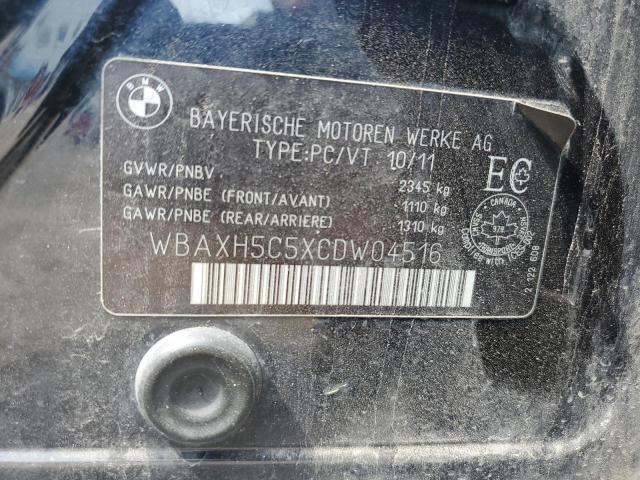 BMW
BAYERISCHE MOTOREN WERKE AG
TYPE:PC/VT 10/11
GVWR/PNBV 2345 kg
GAWR/PNBE (FRONT/AVANT) 1110 kg
GAWR/PNBE (REAR/ARRIERE) 1310 kg
EC
WBAXH5C5XCDW04516
CANADA
978